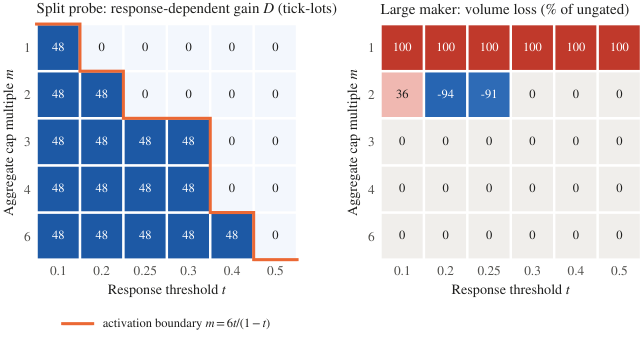 Split probe: response-dependent gain D (tick-lots)
Aggregate cap multiple m
1 48 0 0 0 0 0
2 48 48 0 0 0 0
3 48 48 48 48 0 0
4 48 48 48 48 0 0
6 48 48 48 48 48 0
0.1 0.2 0.25 0.3 0.4 0.5
Response threshold t
activation boundary m = 6t/(1 − t)
Large maker: volume loss (% of ungated)
Aggregate cap multiple m
1 100 100 100 100 100 100
2 36 -94 -91 0 0 0
3 0 0 0 0 0 0
4 0 0 0 0 0 0
6 0 0 0 0 0 0
0.1 0.2 0.25 0.3 0.4 0.5
Response threshold t